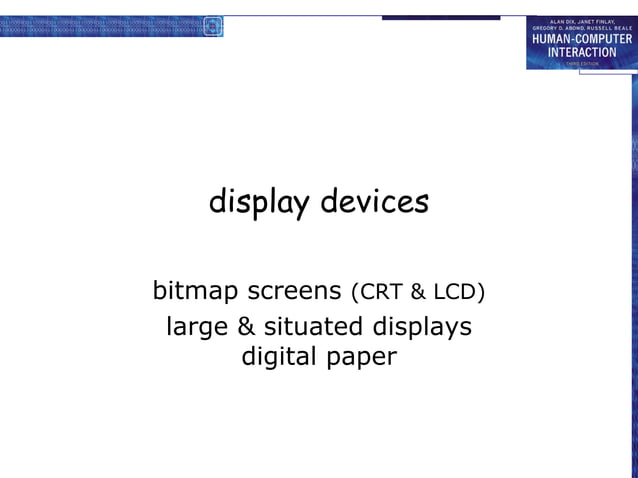 ALAN DIX, JANET FINLAY,
GREGORY D. ABOWD, RUSSELL BEALE
HUMAN-COMPUTER
INTERACTION
THIRD EDITION
display devices
bitmap screens (CRT & LCD)
large & situated displays
digital paper